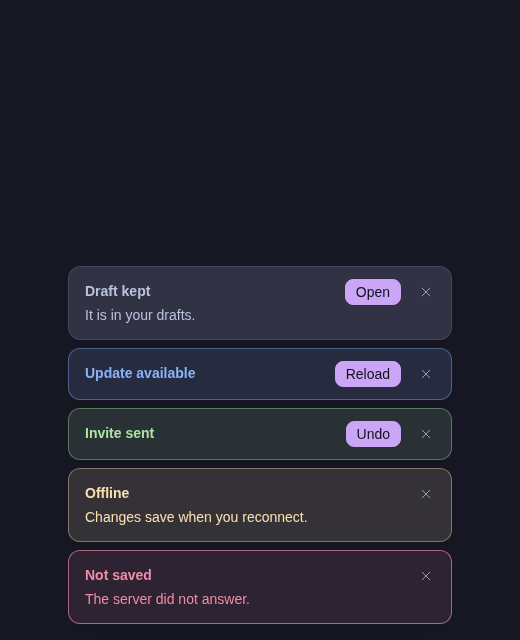 Draft kept
Open
It is in your drafts.
Update available
Reload
Invite sent
Undo
Offline
Changes save when you reconnect.
Not saved
The server did not answer.